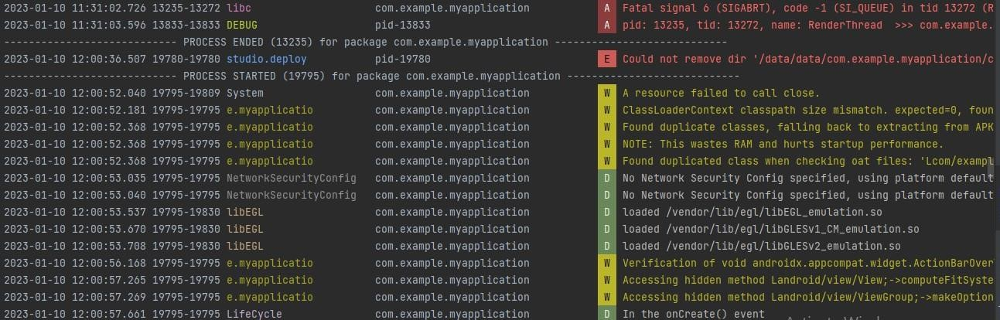 2023-01-10 11:31:02.726 13235-13272 libc com.example.myapplication A Fatal signal 6 (SIGABRT), code -1 (SI_QUEUE) in tid 13272 (R
2023-01-10 11:31:03.596 13833-13833 DEBUG pid-13833 A pid: 13235, tid: 13272, name: RenderThread >>> com.example.
---------------------------- PROCESS ENDED (13235) for package com.example.myapplication ----------------------------
2023-01-10 12:00:36.507 19780-19780 studio.deploy pid-19780 E Could not remove dir '/data/data/com.example.myapplication/c
---------------------------- PROCESS STARTED (19795) for package com.example.myapplication ----------------------------
2023-01-10 12:00:52.040 19795-19809 System com.example.myapplication W A resource failed to call close.
2023-01-10 12:00:52.181 19795-19795 e.myapplicatio com.example.myapplication W ClassLoaderContext classpath size mismatch. expected=0, foun
2023-01-10 12:00:52.368 19795-19795 e.myapplicatio com.example.myapplication W Found duplicate classes, falling back to extracting from APK
2023-01-10 12:00:52.368 19795-19795 e.myapplicatio com.example.myapplication W NOTE: This wastes RAM and hurts startup performance.
2023-01-10 12:00:52.368 19795-19795 e.myapplicatio com.example.myapplication W Found duplicated class when checking oat files: 'Lcom/exampl
2023-01-10 12:00:53.035 19795-19795 NetworkSecurityConfig com.example.myapplication D No Network Security Config specified, using platform default
2023-01-10 12:00:53.040 19795-19795 NetworkSecurityConfig com.example.myapplication D No Network Security Config specified, using platform default
2023-01-10 12:00:53.537 19795-19830 libEGL com.example.myapplication D loaded /vendor/lib/egl/libEGL_emulation.so
2023-01-10 12:00:53.670 19795-19830 libEGL com.example.myapplication D loaded /vendor/lib/egl/libGLESv1_CM_emulation.so
2023-01-10 12:00:53.708 19795-19830 libEGL com.example.myapplication D loaded /vendor/lib/egl/libGLESv2_emulation.so
2023-01-10 12:00:56.168 19795-19795 e.myapplicatio com.example.myapplication W Verification of void androidx.appcompat.widget.ActionBarOver
2023-01-10 12:00:57.265 19795-19795 e.myapplicatio com.example.myapplication W Accessing hidden method Landroid/view/View;->computeFitSyste
2023-01-10 12:00:57.269 19795-19795 e.myapplicatio com.example.myapplication W Accessing hidden method Landroid/view/ViewGroup;->makeOption
2023-01-10 12:00:57.661 19795-19795 LifeCycle com.example.myapplication D In the onCreate() event